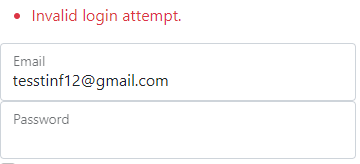 Invalid login attempt.
Email
tesstinf12@gmail.com
Password